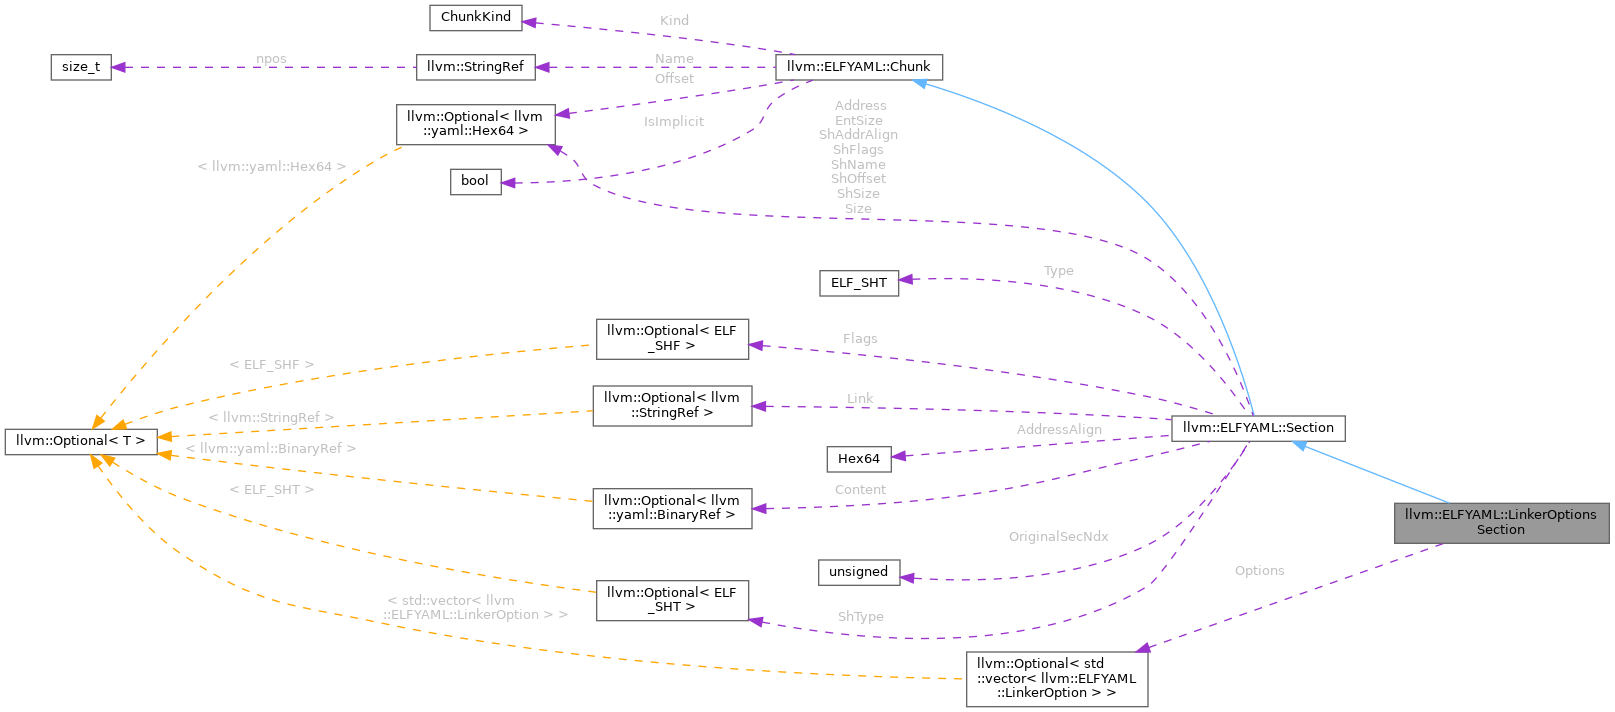 ChunkKind
Kind
size_t
npos
llvm::StringRef
Name
llvm::ELFYAML::Chunk
Offset
llvm::Optional< llvm
::yaml::Hex64 >
IsImplicit
Address
EntSize
ShAddrAlign
ShFlags
ShName
ShOffset
ShSize
Size
< llvm::yaml::Hex64 >
bool
ELF_SHT
Type
llvm::Optional< ELF
_SHF >
Flags
< ELF_SHF >
llvm::Optional< llvm
::StringRef >
Link
< llvm::StringRef >
llvm::Optional< T >
< llvm::yaml::BinaryRef >
AddressAlign
llvm::ELFYAML::Section
Hex64
< ELF_SHT >
llvm::Optional< llvm
::yaml::BinaryRef >
Content
llvm::ELFYAML::LinkerOptions
Section
OriginalSecNdx
unsigned
Options
llvm::Optional< ELF
_SHT >
ShType
< std::vector< llvm
::ELFYAML::LinkerOption > >
llvm::Optional< std
::vector< llvm::ELFYAML
::LinkerOption > >